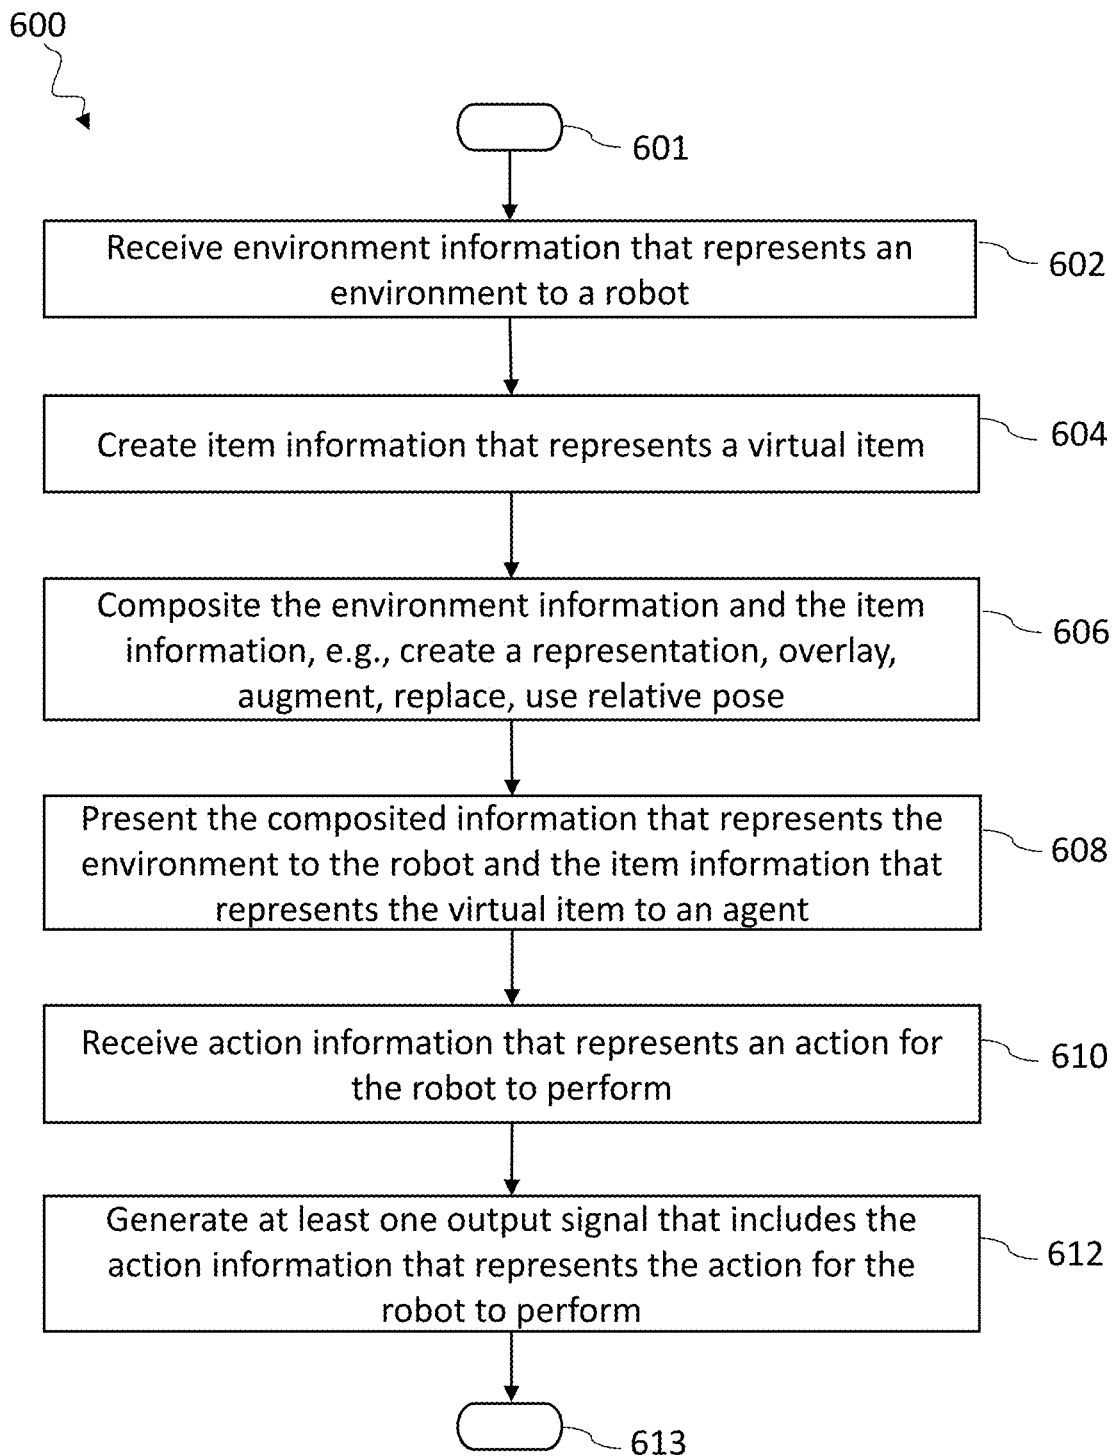 600
601
Receive environment information that represents an
environment to a robot
602
Create item information that represents a virtual item
604
Composite the environment information and the item
information, e.g., create a representation, overlay,
augment, replace, use relative pose
606
Present the composited information that represents the
environment to the robot and the item information that
represents the virtual item to an agent
608
Receive action information that represents an action for
the robot to perform
610
Generate at least one output signal that includes the
action information that represents the action for the
robot to perform
612
613